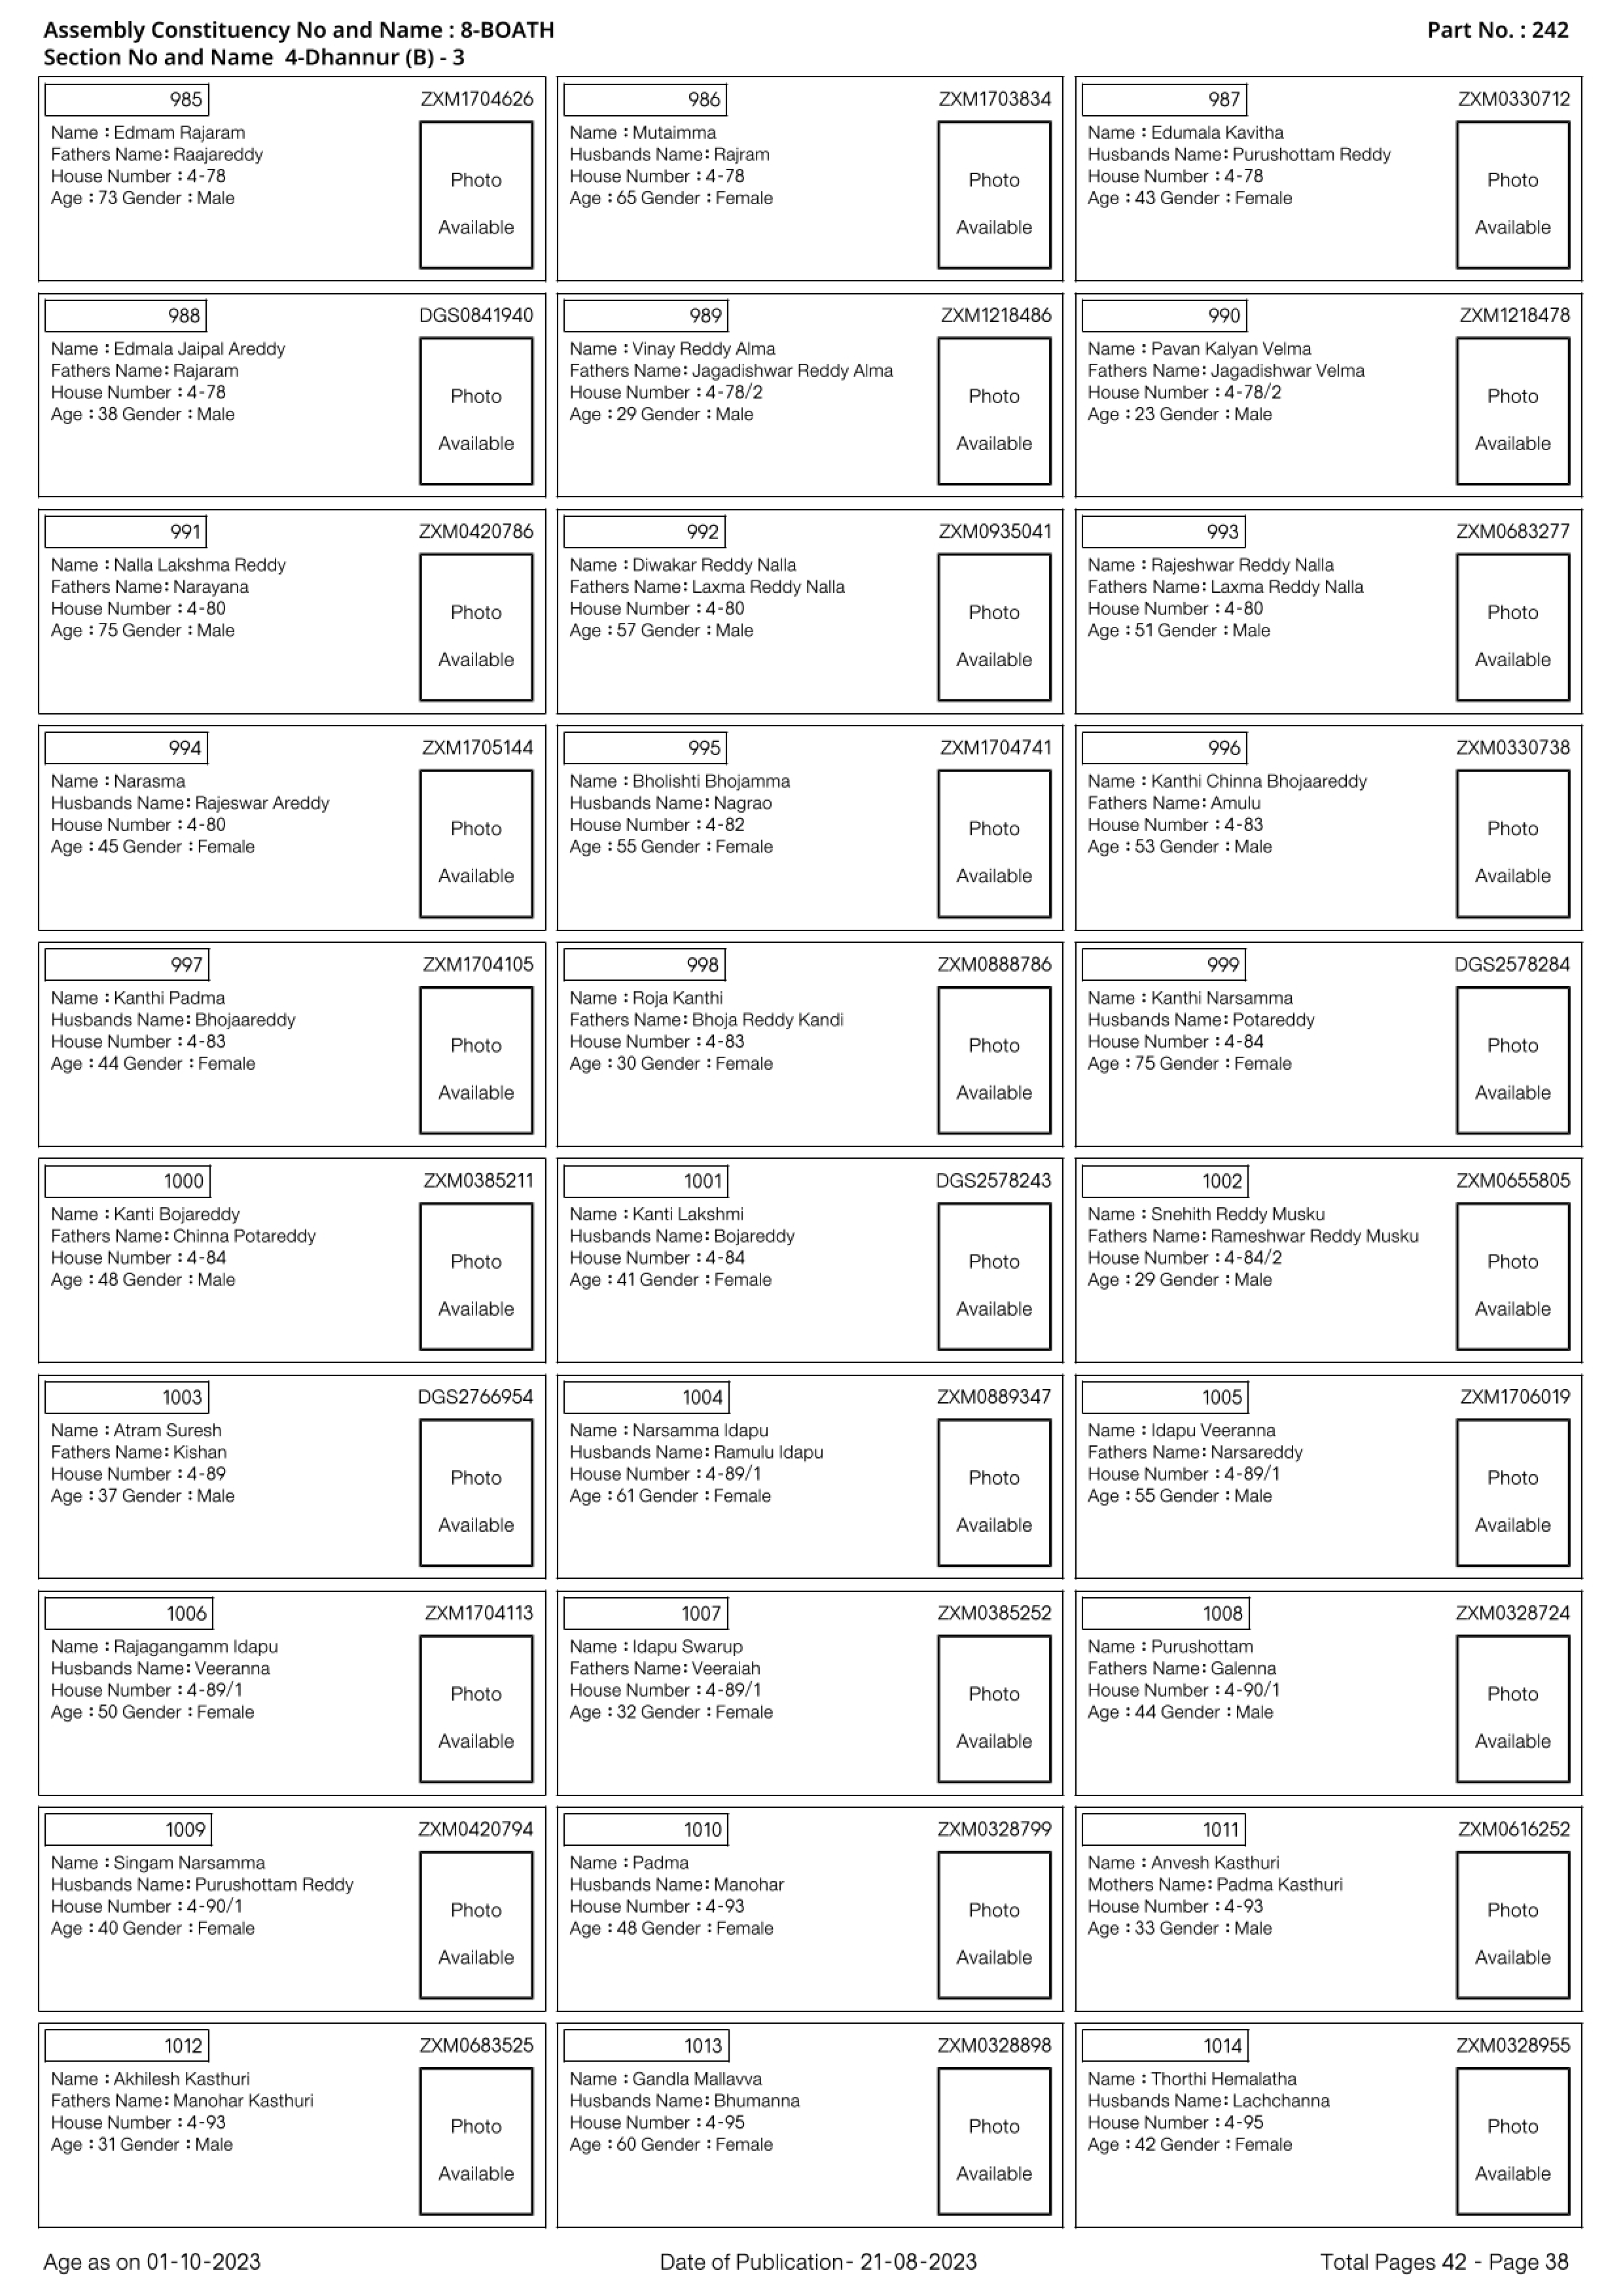 Assembly Constituency No and Name : 8-BOATH
Part No. : 242
Section No and Name 4-Dhannur (B) - 3
985
ZXM1704626
Name : Edmam Rajaram
Fathers Name: Raajareddy
House Number : 4-78
Age : 73 Gender : Male
Photo
Available
986
ZXM1703834
Name : Mutaimma
Husbands Name: Rajram
House Number : 4-78
Age : 65 Gender : Female
Photo
Available
987
ZXM0330712
Name : Edumala Kavitha
Husbands Name: Purushottam Reddy
House Number : 4-78
Age : 43 Gender : Female
Photo
Available
988
DGS0841940
Name : Edmala Jaipal Areddy
Fathers Name: Rajaram
House Number : 4-78
Age : 38 Gender : Male
Photo
Available
989
ZXM1218486
Name : Vinay Reddy Alma
Fathers Name: Jagadishwar Reddy Alma
House Number : 4-78/2
Age : 29 Gender : Male
Photo
Available
990
ZXM1218478
Name : Pavan Kalyan Velma
Fathers Name: Jagadishwar Velma
House Number : 4-78/2
Age : 23 Gender : Male
Photo
Available
991
ZXM0420786
Name : Nalla Lakshma Reddy
Fathers Name: Narayana
House Number : 4-80
Age : 75 Gender : Male
Photo
Available
992
ZXM0935041
Name : Diwakar Reddy Nalla
Fathers Name: Laxma Reddy Nalla
House Number : 4-80
Age : 57 Gender : Male
Photo
Available
993
ZXM0683277
Name : Rajeshwar Reddy Nalla
Fathers Name: Laxma Reddy Nalla
House Number : 4-80
Age : 51 Gender : Male
Photo
Available
994
ZXM1705144
Name : Narasma
Husbands Name: Rajeswar Areddy
House Number : 4-80
Age : 45 Gender : Female
Photo
Available
995
ZXM1704741
Name : Bholishti Bhojamma
Husbands Name: Nagrao
House Number : 4-82
Age : 55 Gender : Female
Photo
Available
996
ZXM0330738
Name : Kanthi Chinna Bhojaareddy
Fathers Name: Amulu
House Number : 4-83
Age : 53 Gender : Male
Photo
Available
997
ZXM1704105
Name : Kanthi Padma
Husbands Name: Bhojaareddy
House Number : 4-83
Age : 44 Gender : Female
Photo
Available
998
ZXM0888786
Name : Roja Kanthi
Fathers Name: Bhoja Reddy Kandi
House Number : 4-83
Age : 30 Gender : Female
Photo
Available
999
DGS2578284
Name : Kanthi Narsamma
Husbands Name: Potareddy
House Number : 4-84
Age : 75 Gender : Female
Photo
Available
1000
ZXM0385211
Name : Kanti Bojareddy
Fathers Name: Chinna Potareddy
House Number : 4-84
Age : 48 Gender : Male
Photo
Available
1001
DGS2578243
Name : Kanti Lakshmi
Husbands Name: Bojareddy
House Number : 4-84
Age : 41 Gender : Female
Photo
Available
1002
ZXM0655805
Name : Snehith Reddy Musku
Fathers Name: Rameshwar Reddy Musku
House Number : 4-84/2
Age : 29 Gender : Male
Photo
Available
1003
DGS2766954
Name : Atram Suresh
Fathers Name: Kishan
House Number : 4-89
Age : 37 Gender : Male
Photo
Available
1004
ZXM0889347
Name : Narsamma Idapu
Husbands Name: Ramulu Idapu
House Number : 4-89/1
Age : 61 Gender : Female
Photo
Available
1005
ZXM1706019
Name : Idapu Veeranna
Fathers Name: Narsareddy
House Number : 4-89/1
Age : 55 Gender : Male
Photo
Available
1006
ZXM1704113
Name : Rajagangamm Idapu
Husbands Name: Veeranna
House Number : 4-89/1
Age : 50 Gender : Female
Photo
Available
1007
ZXM0385252
Name : Idapu Swarup
Fathers Name: Veeraiah
House Number : 4-89/1
Age : 32 Gender : Female
Photo
Available
1008
ZXM0328724
Name : Purushottam
Fathers Name: Galenna
House Number : 4-90/1
Age : 44 Gender : Male
Photo
Available
1009
ZXM0420794
Name : Singam Narsamma
Husbands Name: Purushottam Reddy
House Number : 4-90/1
Age : 40 Gender : Female
Photo
Available
1010
ZXM0328799
Name : Padma
Husbands Name: Manohar
House Number : 4-93
Age : 48 Gender : Female
Photo
Available
1011
ZXM0616252
Name : Anvesh Kasthuri
Mothers Name: Padma Kasthuri
House Number : 4-93
Age : 33 Gender : Male
Photo
Available
1012
ZXM0683525
Name : Akhilesh Kasthuri
Fathers Name: Manohar Kasthuri
House Number : 4-93
Age : 31 Gender : Male
Photo
Available
1013
ZXM0328898
Name : Gandla Mallavva
Husbands Name: Bhumanna
House Number : 4-95
Age : 60 Gender : Female
Photo
Available
1014
ZXM0328955
Name : Thorthi Hemalatha
Husbands Name: Lachchanna
House Number : 4-95
Age : 42 Gender : Female
Photo
Available
Age as on 01-10-2023
Date of Publication- 21-08-2023
Total Pages 42 - Page 38